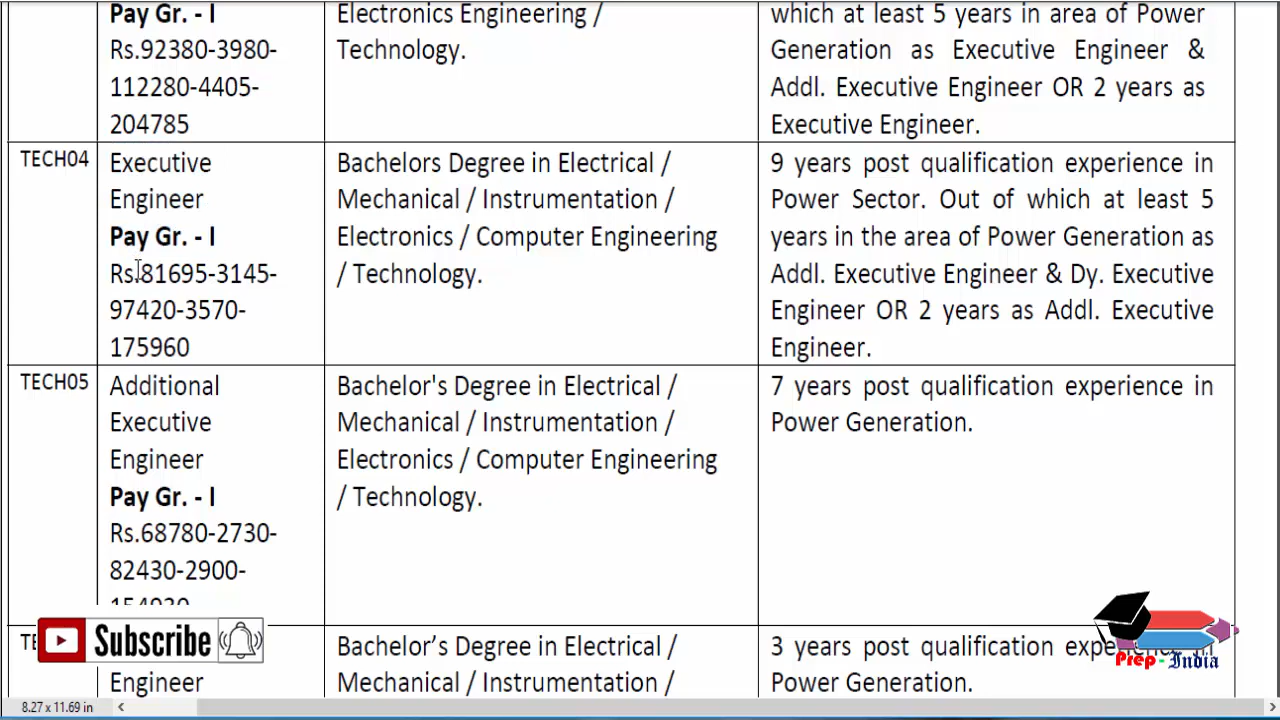 Pay Gr. - I
Rs.92380-3980-
112280-4405-
204785
Electronics Engineering /
Technology.
which at least 5 years in area of Power
Generation as Executive Engineer &
Addl. Executive Engineer OR 2 years as
Executive Engineer.
TECH04
Executive
Engineer
Pay Gr. - I
Rs.81695-3145-
97420-3570-
175960
Bachelors Degree in Electrical /
Mechanical / Instrumentation /
Electronics / Computer Engineering
/ Technology.
9 years post qualification experience in
Power Sector. Out of which at least 5
years in the area of Power Generation as
Addl. Executive Engineer & Dy. Executive
Engineer OR 2 years as Addl. Executive
Engineer.
TECH05
Additional
Executive
Engineer
Pay Gr. - I
Rs.68780-2730-
82430-2900-
Bachelor's Degree in Electrical /
Mechanical / Instrumentation /
Electronics / Computer Engineering
/ Technology.
7 years post qualification experience in
Power Generation.
Engineer
Bachelor’s Degree in Electrical /
Mechanical / Instrumentation /
3 years post qualification in
Power Generation.
Subscribe
Prep - India
8.27 x 11.69 in